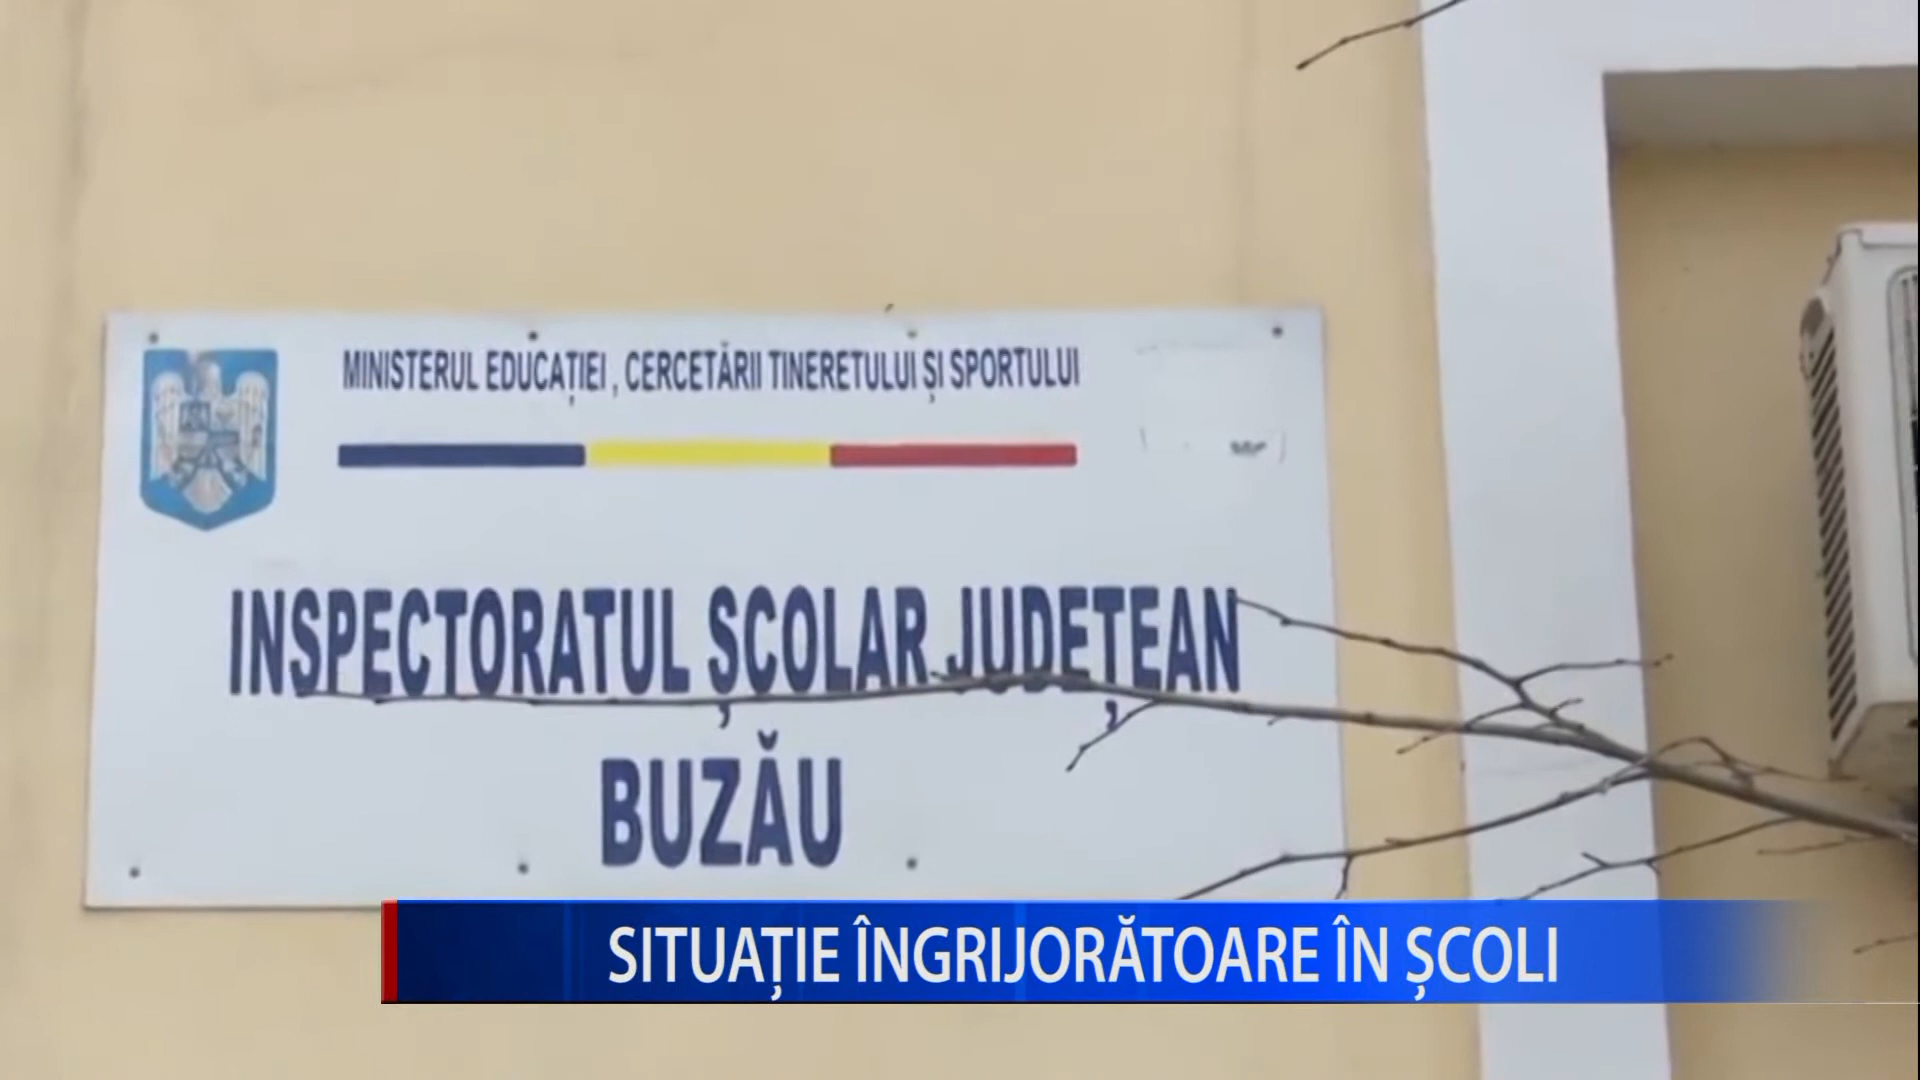 MINISTERUL EDUCAȚIEI , CERCETĂRII TINERETULUI ȘI SPORTULUI
INSPECTORATUL ȘCOLAR JUDEȚEAN
BUZĂU
SITUAȚIE ÎNGRIJORĂTOARE ÎN ȘCOLI